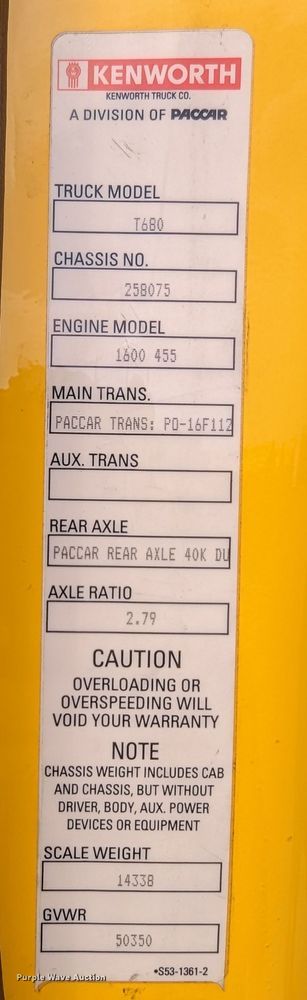 KENWORTH
KENWORTH TRUCK CO.
A DIVISION OF PACCAR
TRUCK MODEL
T680
CHASSIS NO.
258075
ENGINE MODEL
1600 455
MAIN TRANS.
PACCAR TRANS: PO-16F112
AUX. TRANS
REAR AXLE
PACCAR REAR AXLE 40K DU
AXLE RATIO
2.79
CAUTION
OVERLOADING OR
OVERSPEEDING WILL
VOID YOUR WARRANTY
NOTE
CHASSIS WEIGHT INCLUDES CAB
AND CHASSIS, BUT WITHOUT
DRIVER, BODY, AUX. POWER
DEVICES OR EQUIPMENT
SCALE WEIGHT
14338
GVWR
50350
•S53-1361-2
Purple Wave Auction